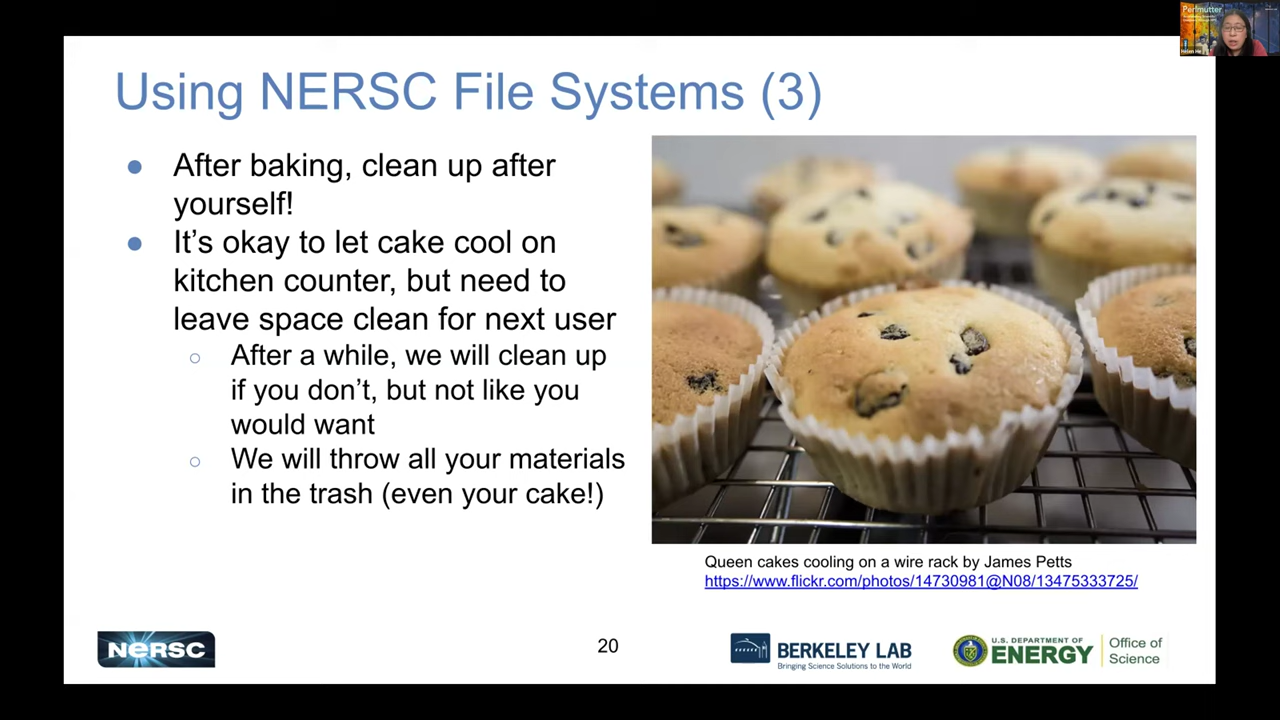 Perlmutter
Using NERSC File Systems (3)
● After baking, clean up after
yourself!
● It's okay to let cake cool on
kitchen counter, but need to
leave space clean for next user
○ After a while, we will clean up
if you don't, but not like you
would want
○ We will throw all your materials
in the trash (even your cake!)
Queen cakes cooling on a wire rack by James Petts
https://www.flickr.com/photos/14730981@N08/13475333725/
NERSC
20
BERKELEY LAB
Bringing Science Solutions to the World
U.S. DEPARTMENT OF
ENERGY
Office of
Science